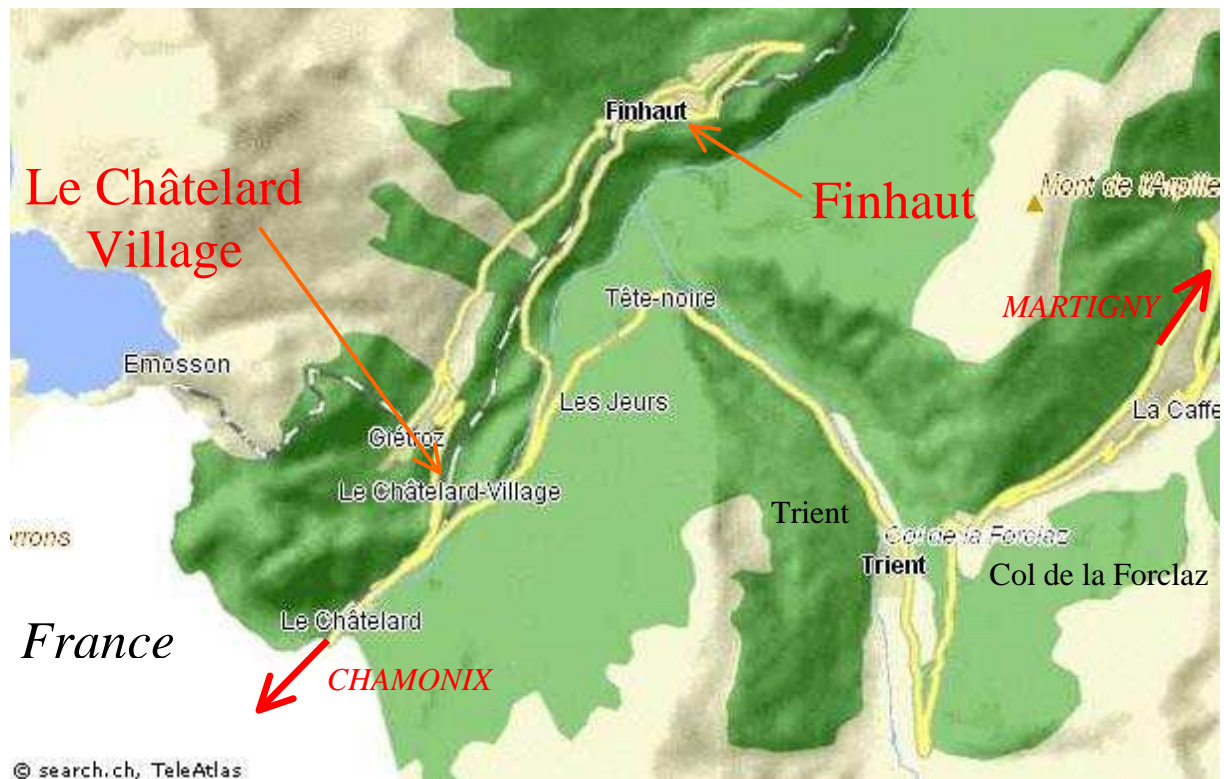 Finhaut
Le Châtelard
Village
Finhaut
Mont de l'Arpille
Tête-noire
MARTIGNY
Emosson
Les Jeurs
La Caffe
Giétroz
Le Châtelard-Village
Trient
Col de la Forclaz
Trient
Col de la Forclaz
Le Châtelard
France
CHAMONIX
© search.ch, TeleAtlas